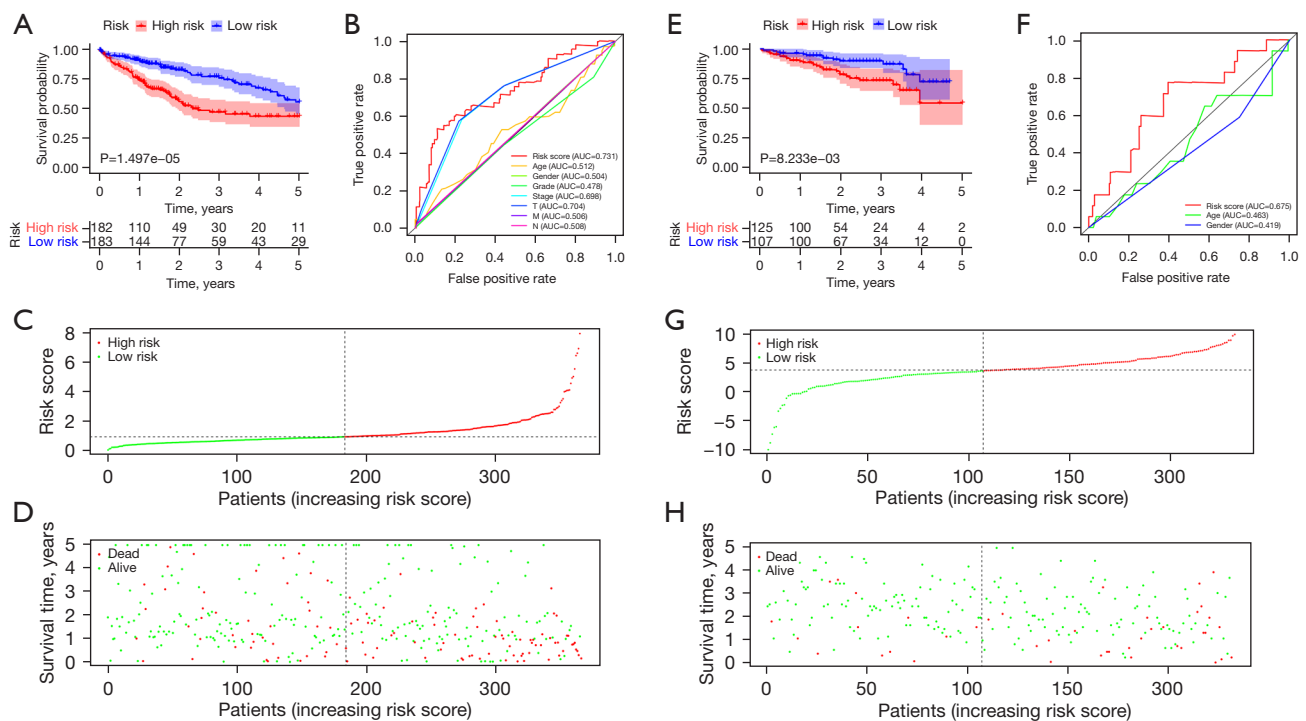 A
Risk High risk Low risk
Survival probability
1.00
0.75
0.50
0.25
0.00
P=1.497e−05
0 1 2 3 4 5
Time, years
Risk
High risk 182 110 49 30 20 11
Low risk 183 144 77 59 43 29
0 1 2 3 4 5
Time, years
B
True positive rate
1.0
0.8
0.6
0.4
0.2
0.0
Risk score (AUC=0.731)
Age (AUC=0.512)
Gender (AUC=0.504)
Grade (AUC=0.478)
Stage (AUC=0.698)
T (AUC=0.704)
M (AUC=0.506)
N (AUC=0.508)
0.0 0.2 0.4 0.6 0.8 1.0
False positive rate
E
Risk High risk Low risk
Survival probability
1.00
0.75
0.50
0.25
0.00
P=8.233e−03
0 1 2 3 4 5
Time, years
Risk
High risk 125 100 54 24 4 2
Low risk 107 100 67 34 12 0
0 1 2 3 4 5
Time, years
F
True positive rate
1.0
0.8
0.6
0.4
0.2
0.0
Risk score (AUC=0.675)
Age (AUC=0.463)
Gender (AUC=0.419)
0.0 0.2 0.4 0.6 0.8 1.0
False positive rate
C
Risk score
8
6
4
2
0
High risk
Low risk
0 100 200 300
Patients (increasing risk score)
G
Risk score
10
5
0
−5
−10
High risk
Low risk
0 50 100 150 300
Patients (increasing risk score)
D
Survival time, years
5
4
3
2
1
0
Dead
Alive
0 100 200 300
Patients (increasing risk score)
H
Survival time, years
5
4
3
2
1
0
Dead
Alive
0 50 100 150 300
Patients (increasing risk score)